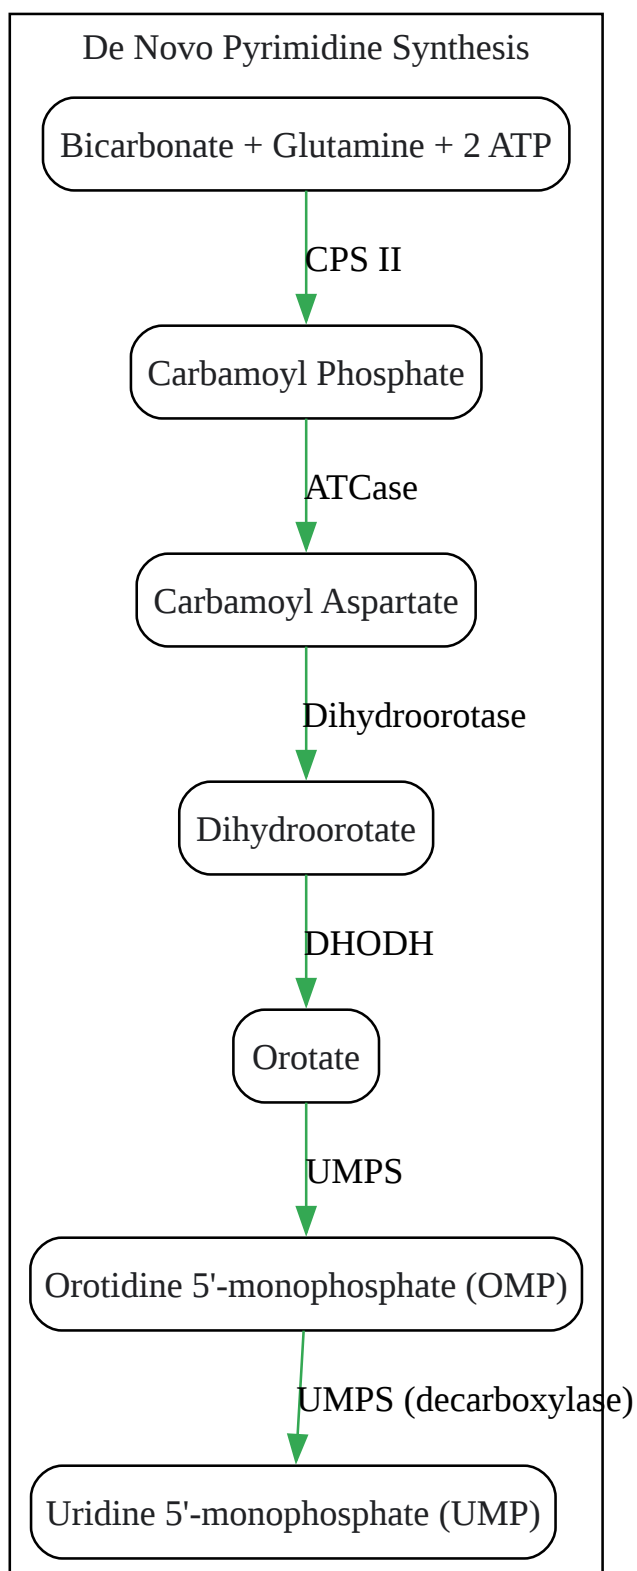 De Novo Pyrimidine Synthesis
Bicarbonate + Glutamine + 2 ATP
CPS II
Carbamoyl Phosphate
ATCase
Carbamoyl Aspartate
Dihydroorotase
Dihydroorotate
DHODH
Orotate
UMPS
Orotidine 5'-monophosphate (OMP)
UMPS (decarboxylase)
Uridine 5'-monophosphate (UMP)